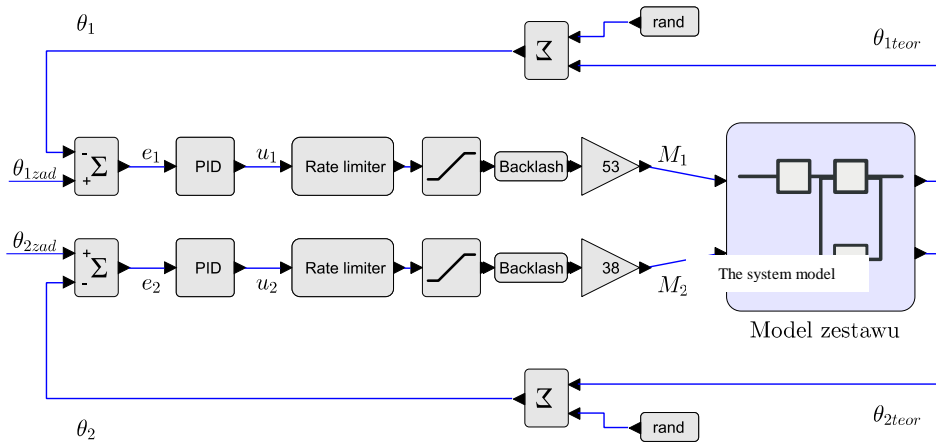 θ1
rand
Σ
θ1teor
θ1zad
-
+
Σ
e1
PID
u1
Rate limiter
Backlash
53
M1
θ2zad
+
-
Σ
e2
PID
u2
Rate limiter
Backlash
38
M2
The system model
Model zestawu
θ2
Σ
rand
θ2teor